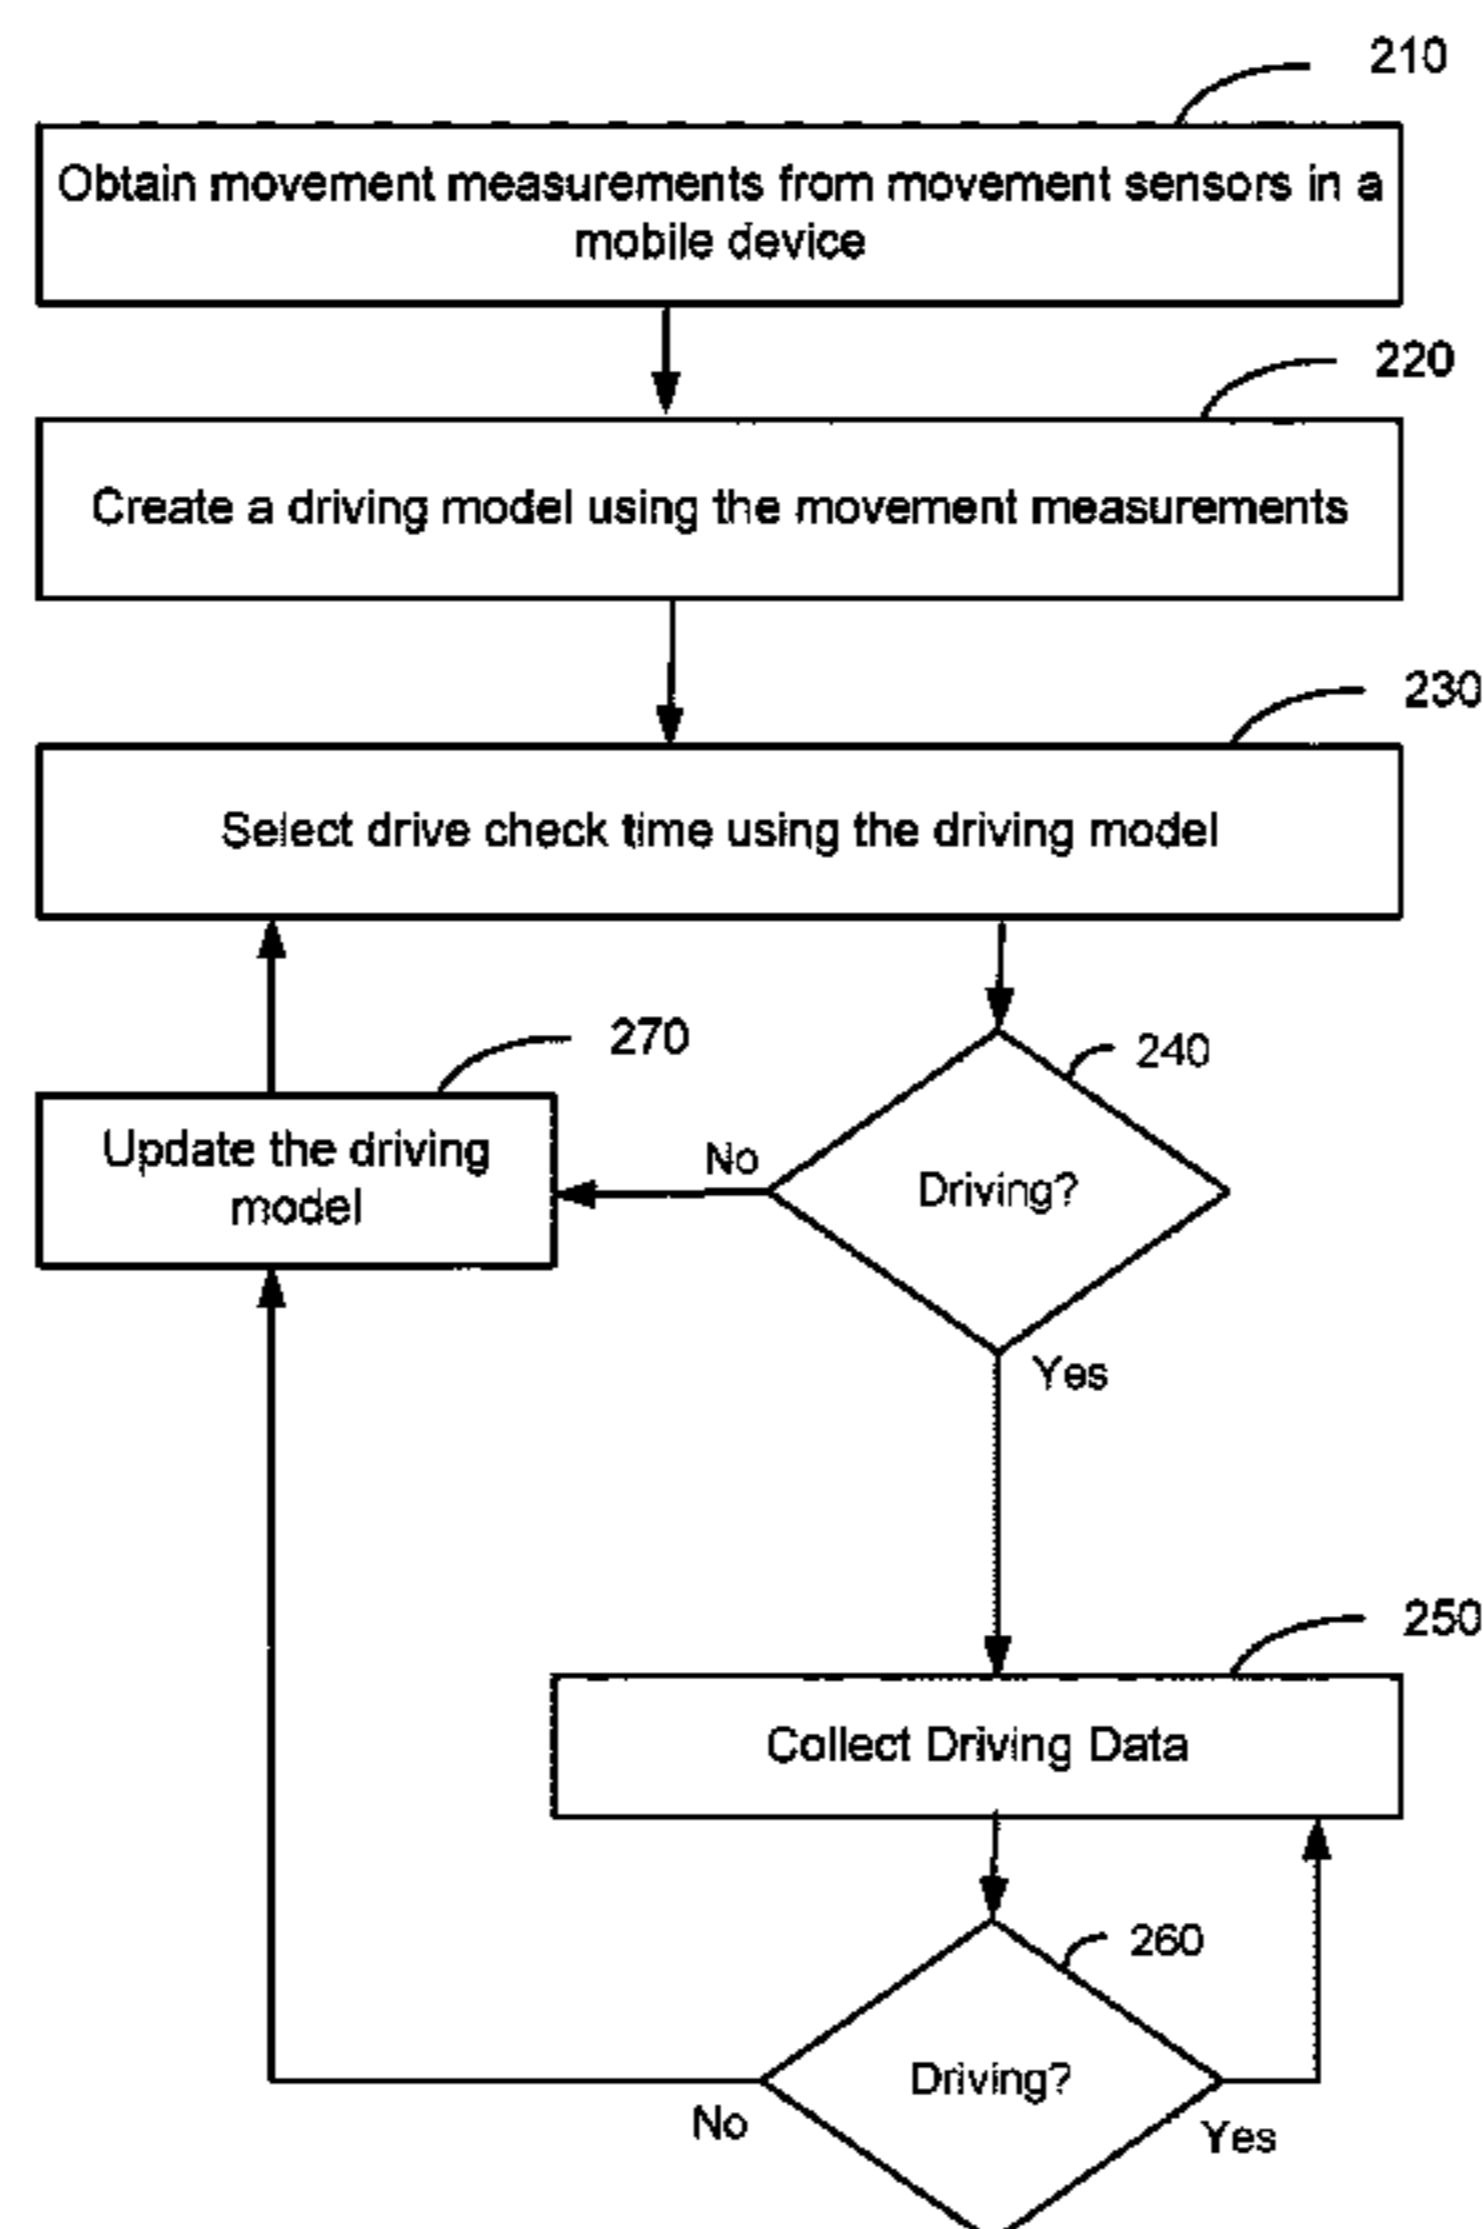 210
Obtain movement measurements from movement sensors in a
mobile device
220
Create a driving model using the movement measurements
230
Select drive check time using the driving model
270
240
Update the driving
model
No
Driving?
Yes
250
Collect Driving Data
260
Driving?
No
Yes